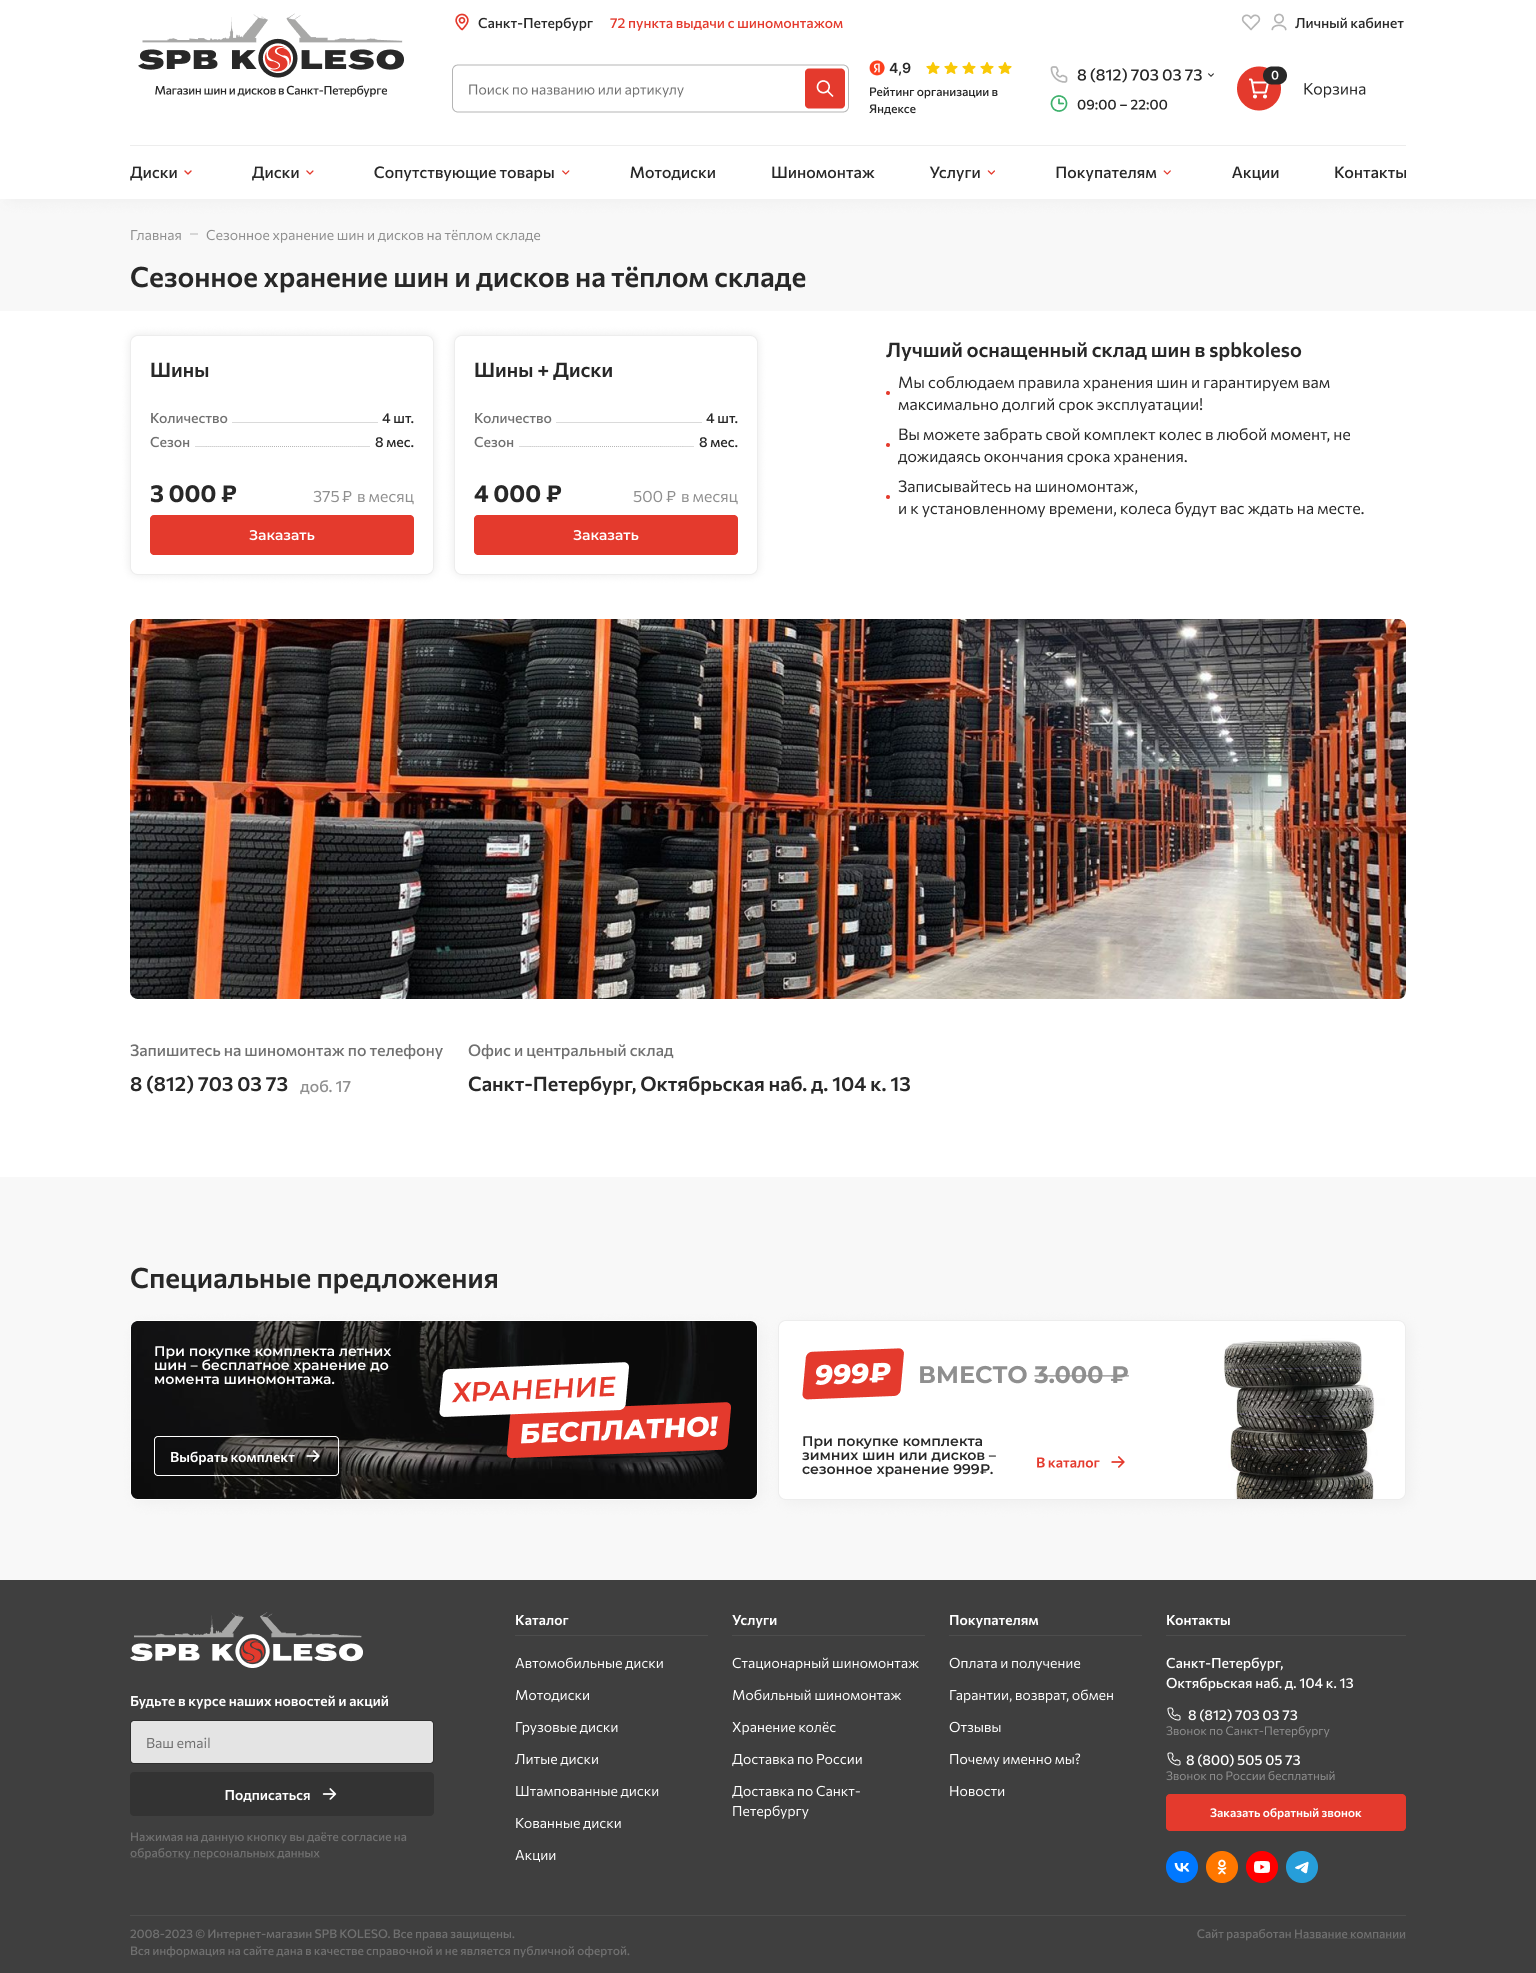 SPB KOLESO
Магазин шин и дисков в Санкт-Петербурге
Санкт-Петербург
72 пункта выдачи с шиномонтажом
Личный кабинет
Поиск по названию или артикулу
Я 4,9
Рейтинг организации в
Яндексе
8 (812) 703 03 73
09:00 – 22:00
0
Корзина
Диски
Диски
Сопутствующие товары
Мотодиски
Шиномонтаж
Услуги
Покупателям
Акции
Контакты
Главная – Сезонное хранение шин и дисков на тёплом складе
Сезонное хранение шин и дисков на тёплом складе
Шины
Количество 4 шт.
Сезон 8 мес.
3 000 ₽ 375 ₽ в месяц
Заказать
Шины + Диски
Количество 4 шт.
Сезон 8 мес.
4 000 ₽ 500 ₽ в месяц
Заказать
Лучший оснащенный склад шин в spbkoleso
Мы соблюдаем правила хранения шин и гарантируем вам
максимально долгий срок эксплуатации!
Вы можете забрать свой комплект колес в любой момент, не
дожидаясь окончания срока хранения.
Записывайтесь на шиномонтаж,
и к установленному времени, колеса будут вас ждать на месте.
Запишитесь на шиномонтаж по телефону
8 (812) 703 03 73 доб. 17
Офис и центральный склад
Санкт-Петербург, Октябрьская наб. д. 104 к. 13
Специальные предложения
При покупке комплекта летних
шин – бесплатное хранение до
момента шиномонтажа.
Выбрать комплект
ХРАНЕНИЕ
БЕСПЛАТНО!
999₽ ВМЕСТО 3.000 ₽
При покупке комплекта
зимних шин или дисков –
сезонное хранение 999₽.
В каталог
SPB KOLESO
Будьте в курсе наших новостей и акций
Ваш email
Подписаться
Нажимая на данную кнопку вы даёте согласие на
обработку персональных данных
Каталог
Автомобильные диски
Мотодиски
Грузовые диски
Литые диски
Штампованные диски
Кованные диски
Акции
Услуги
Стационарный шиномонтаж
Мобильный шиномонтаж
Хранение колёс
Доставка по России
Доставка по Санкт-
Петербургу
Покупателям
Оплата и получение
Гарантии, возврат, обмен
Отзывы
Почему именно мы?
Новости
Контакты
Санкт-Петербург,
Октябрьская наб. д. 104 к. 13
8 (812) 703 03 73
Звонок по Санкт-Петербургу
8 (800) 505 05 73
Звонок по России бесплатный
Заказать обратный звонок
2008-2023 © Интернет-магазин SPB KOLESO. Все права защищены.
Вся информация на сайте дана в качестве справочной и не является публичной офертой.
Сайт разработан Название компании